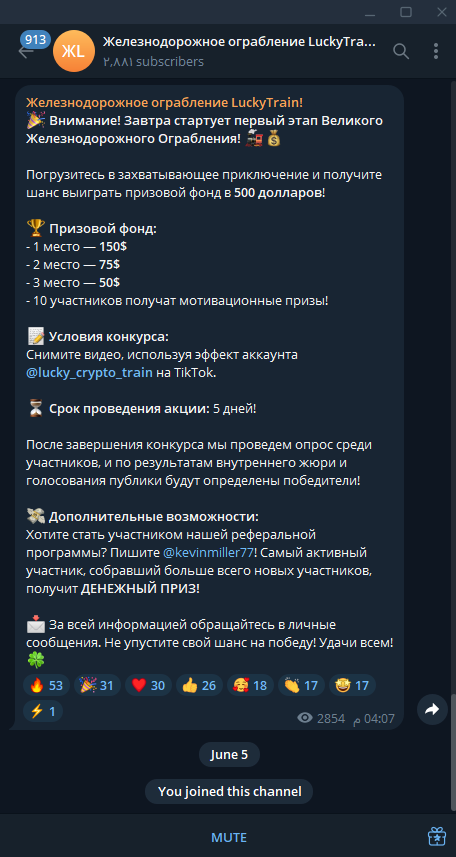 913
ЖL
Железнодорожное ограбление LuckyTra...
۲,۸۸۱ subscribers
Железнодорожное ограбление LuckyTrain!
🎉 Внимание! Завтра стартует первый этап Великого
Железнодорожного Ограбления! 🚂💰
Погрузитесь в захватывающее приключение и получите
шанс выиграть призовой фонд в 500 долларов!
🏆 Призовой фонд:
- 1 место — 150$
- 2 место — 75$
- 3 место — 50$
- 10 участников получат мотивационные призы!
📝 Условия конкурса:
Снимите видео, используя эффект аккаунта
@lucky_crypto_train на TikTok.
⏳ Срок проведения акции: 5 дней!
После завершения конкурса мы проведем опрос среди
участников, и по результатам внутреннего жюри и
голосования публики будут определены победители!
💸 Дополнительные возможности:
Хотите стать участником нашей реферальной
программы? Пишите @kevinmiller77! Самый активный
участник, собравший больше всего новых участников,
получит ДЕНЕЖНЫЙ ПРИЗ!
📩 За всей информацией обращайтесь в личные
сообщения. Не упустите свой шанс на победу! Удачи всем!
🍀
🔥 53 🎉 31 ❤️ 30 👍 26 🥰 18 👏 17 🤩 17
⚡ 1
2854 04:07 م
June 5
You joined this channel
MUTE